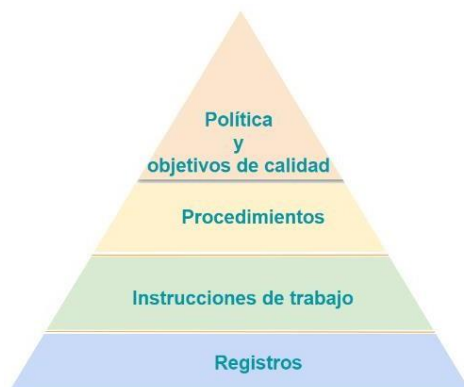 Política
y
objetivos de calidad
Procedimientos
Instrucciones de trabajo
Registros